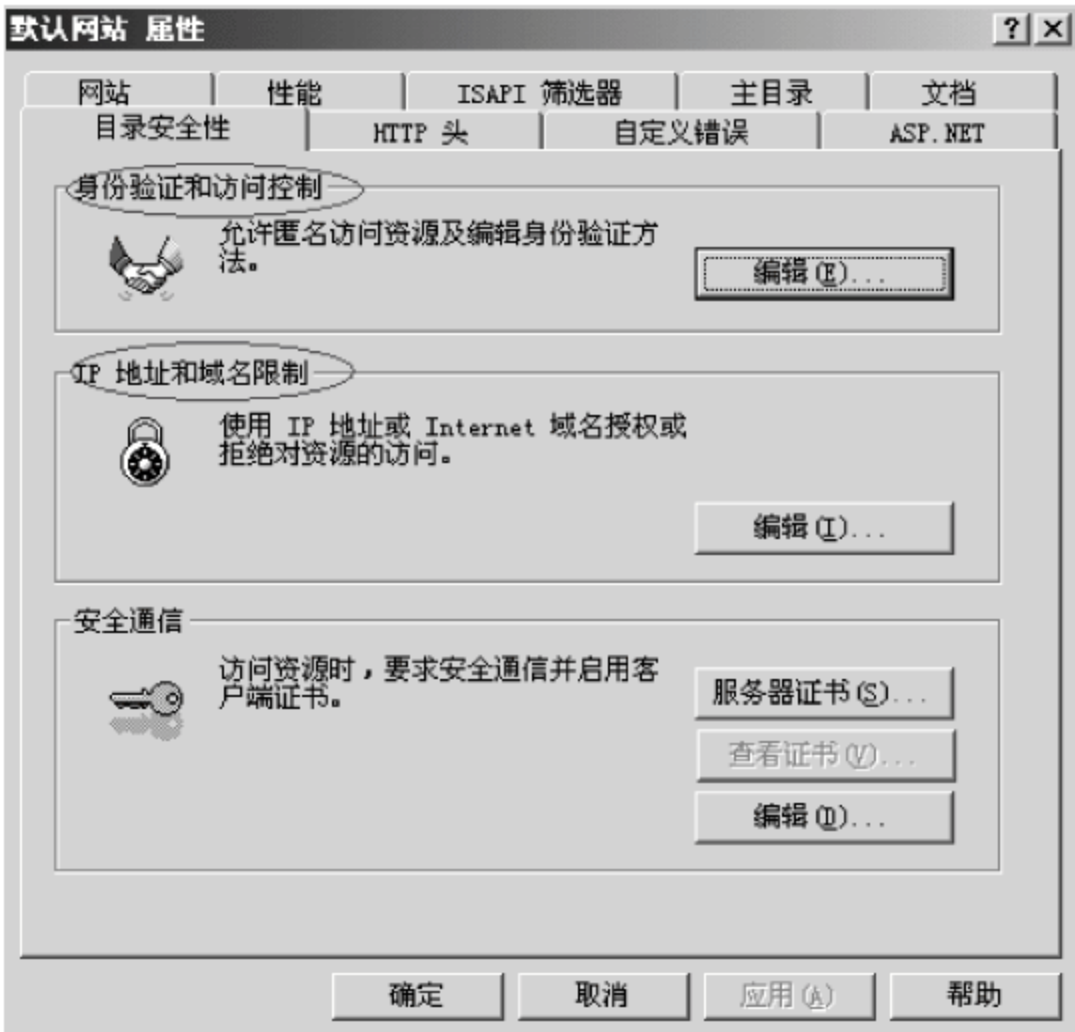 默认网站 属性
网站 性能 ISAPI 筛选器 主目录 文档
目录安全性 HTTP 头 自定义错误 ASP.NET
身份验证和访问控制
允许匿名访问资源及编辑身份验证方
法。
编辑(E)...
IP 地址和域名限制
使用 IP 地址或 Internet 域名授权或
拒绝对资源的访问。
编辑(I)...
安全通信
访问资源时，要求安全通信并启用客
户端证书。
服务器证书(S)...
查看证书(V)...
编辑(D)...
确定 取消 应用(A) 帮助